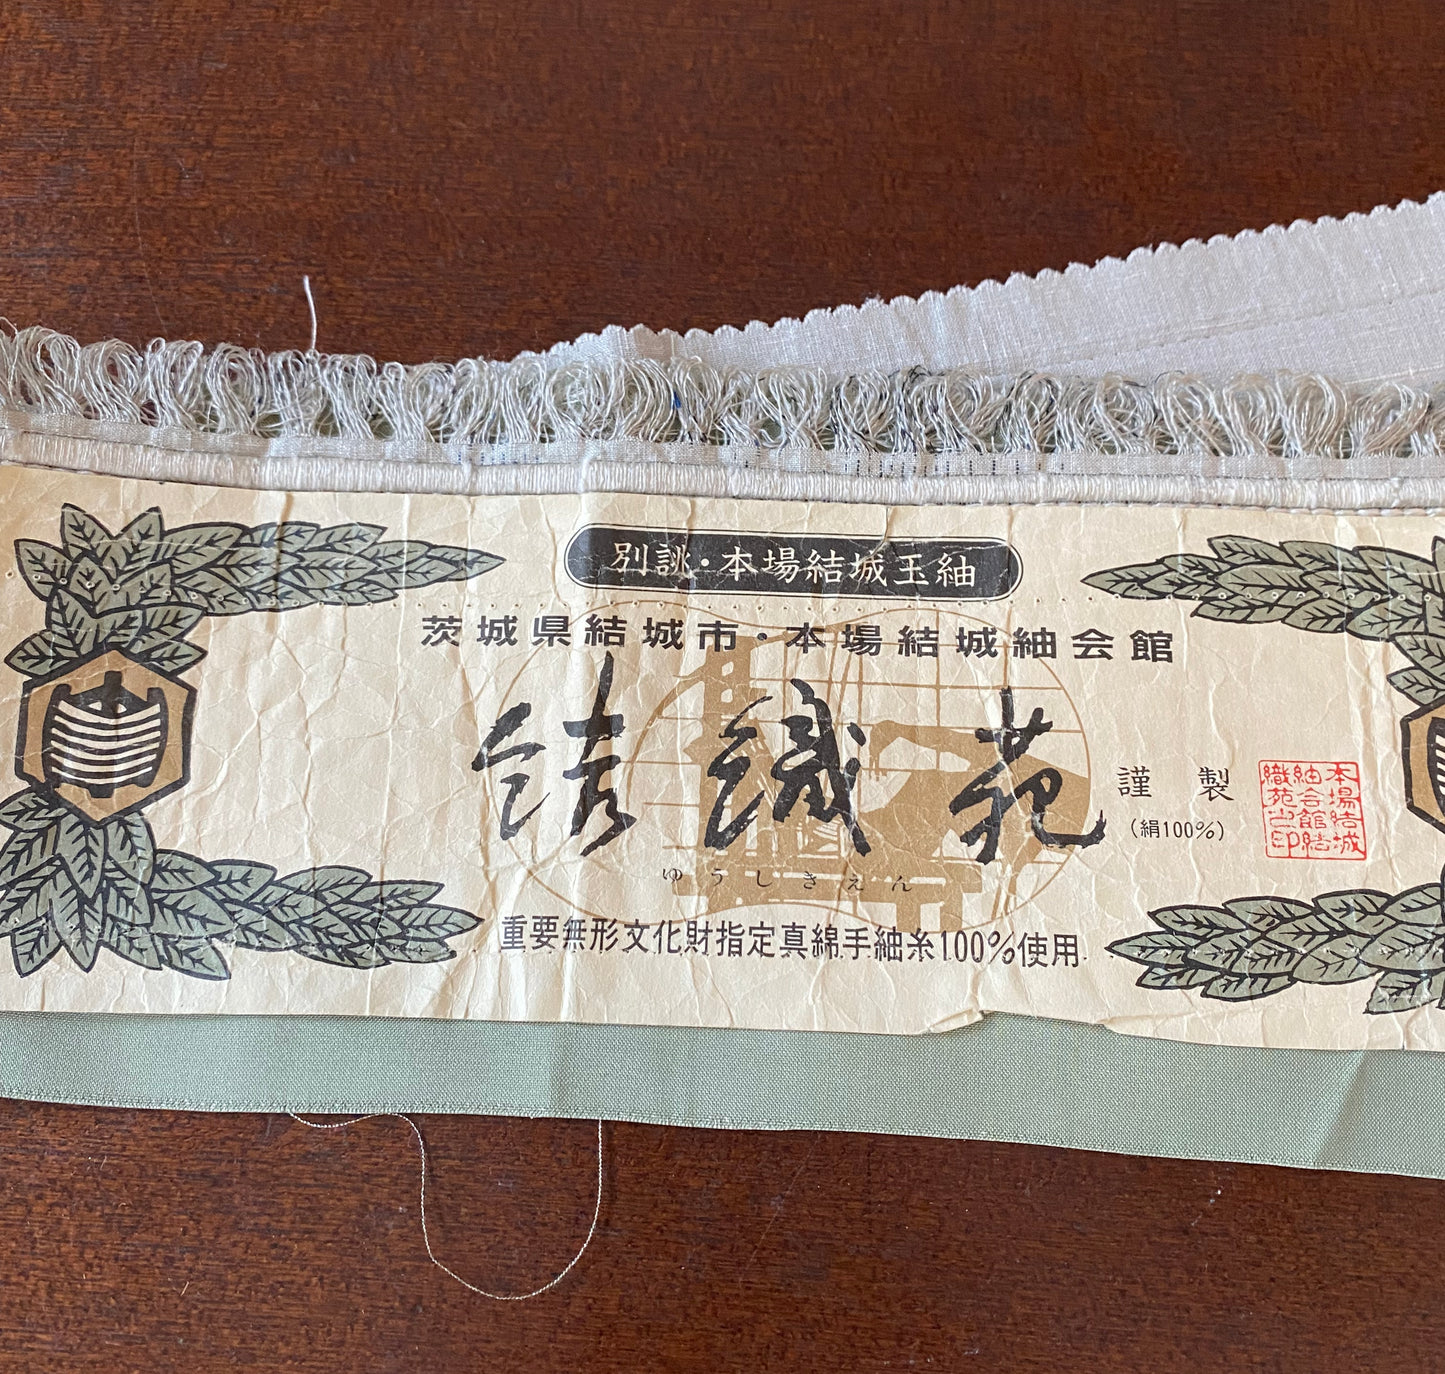 別誂・本場結城玉紬
茨城県結城市・本場結城紬会館
結織苑
謹製
(絹100%)
本場結城
紬会館結
織苑之印
ゆうしきえん
重要無形文化財指定真綿手紬糸100%使用